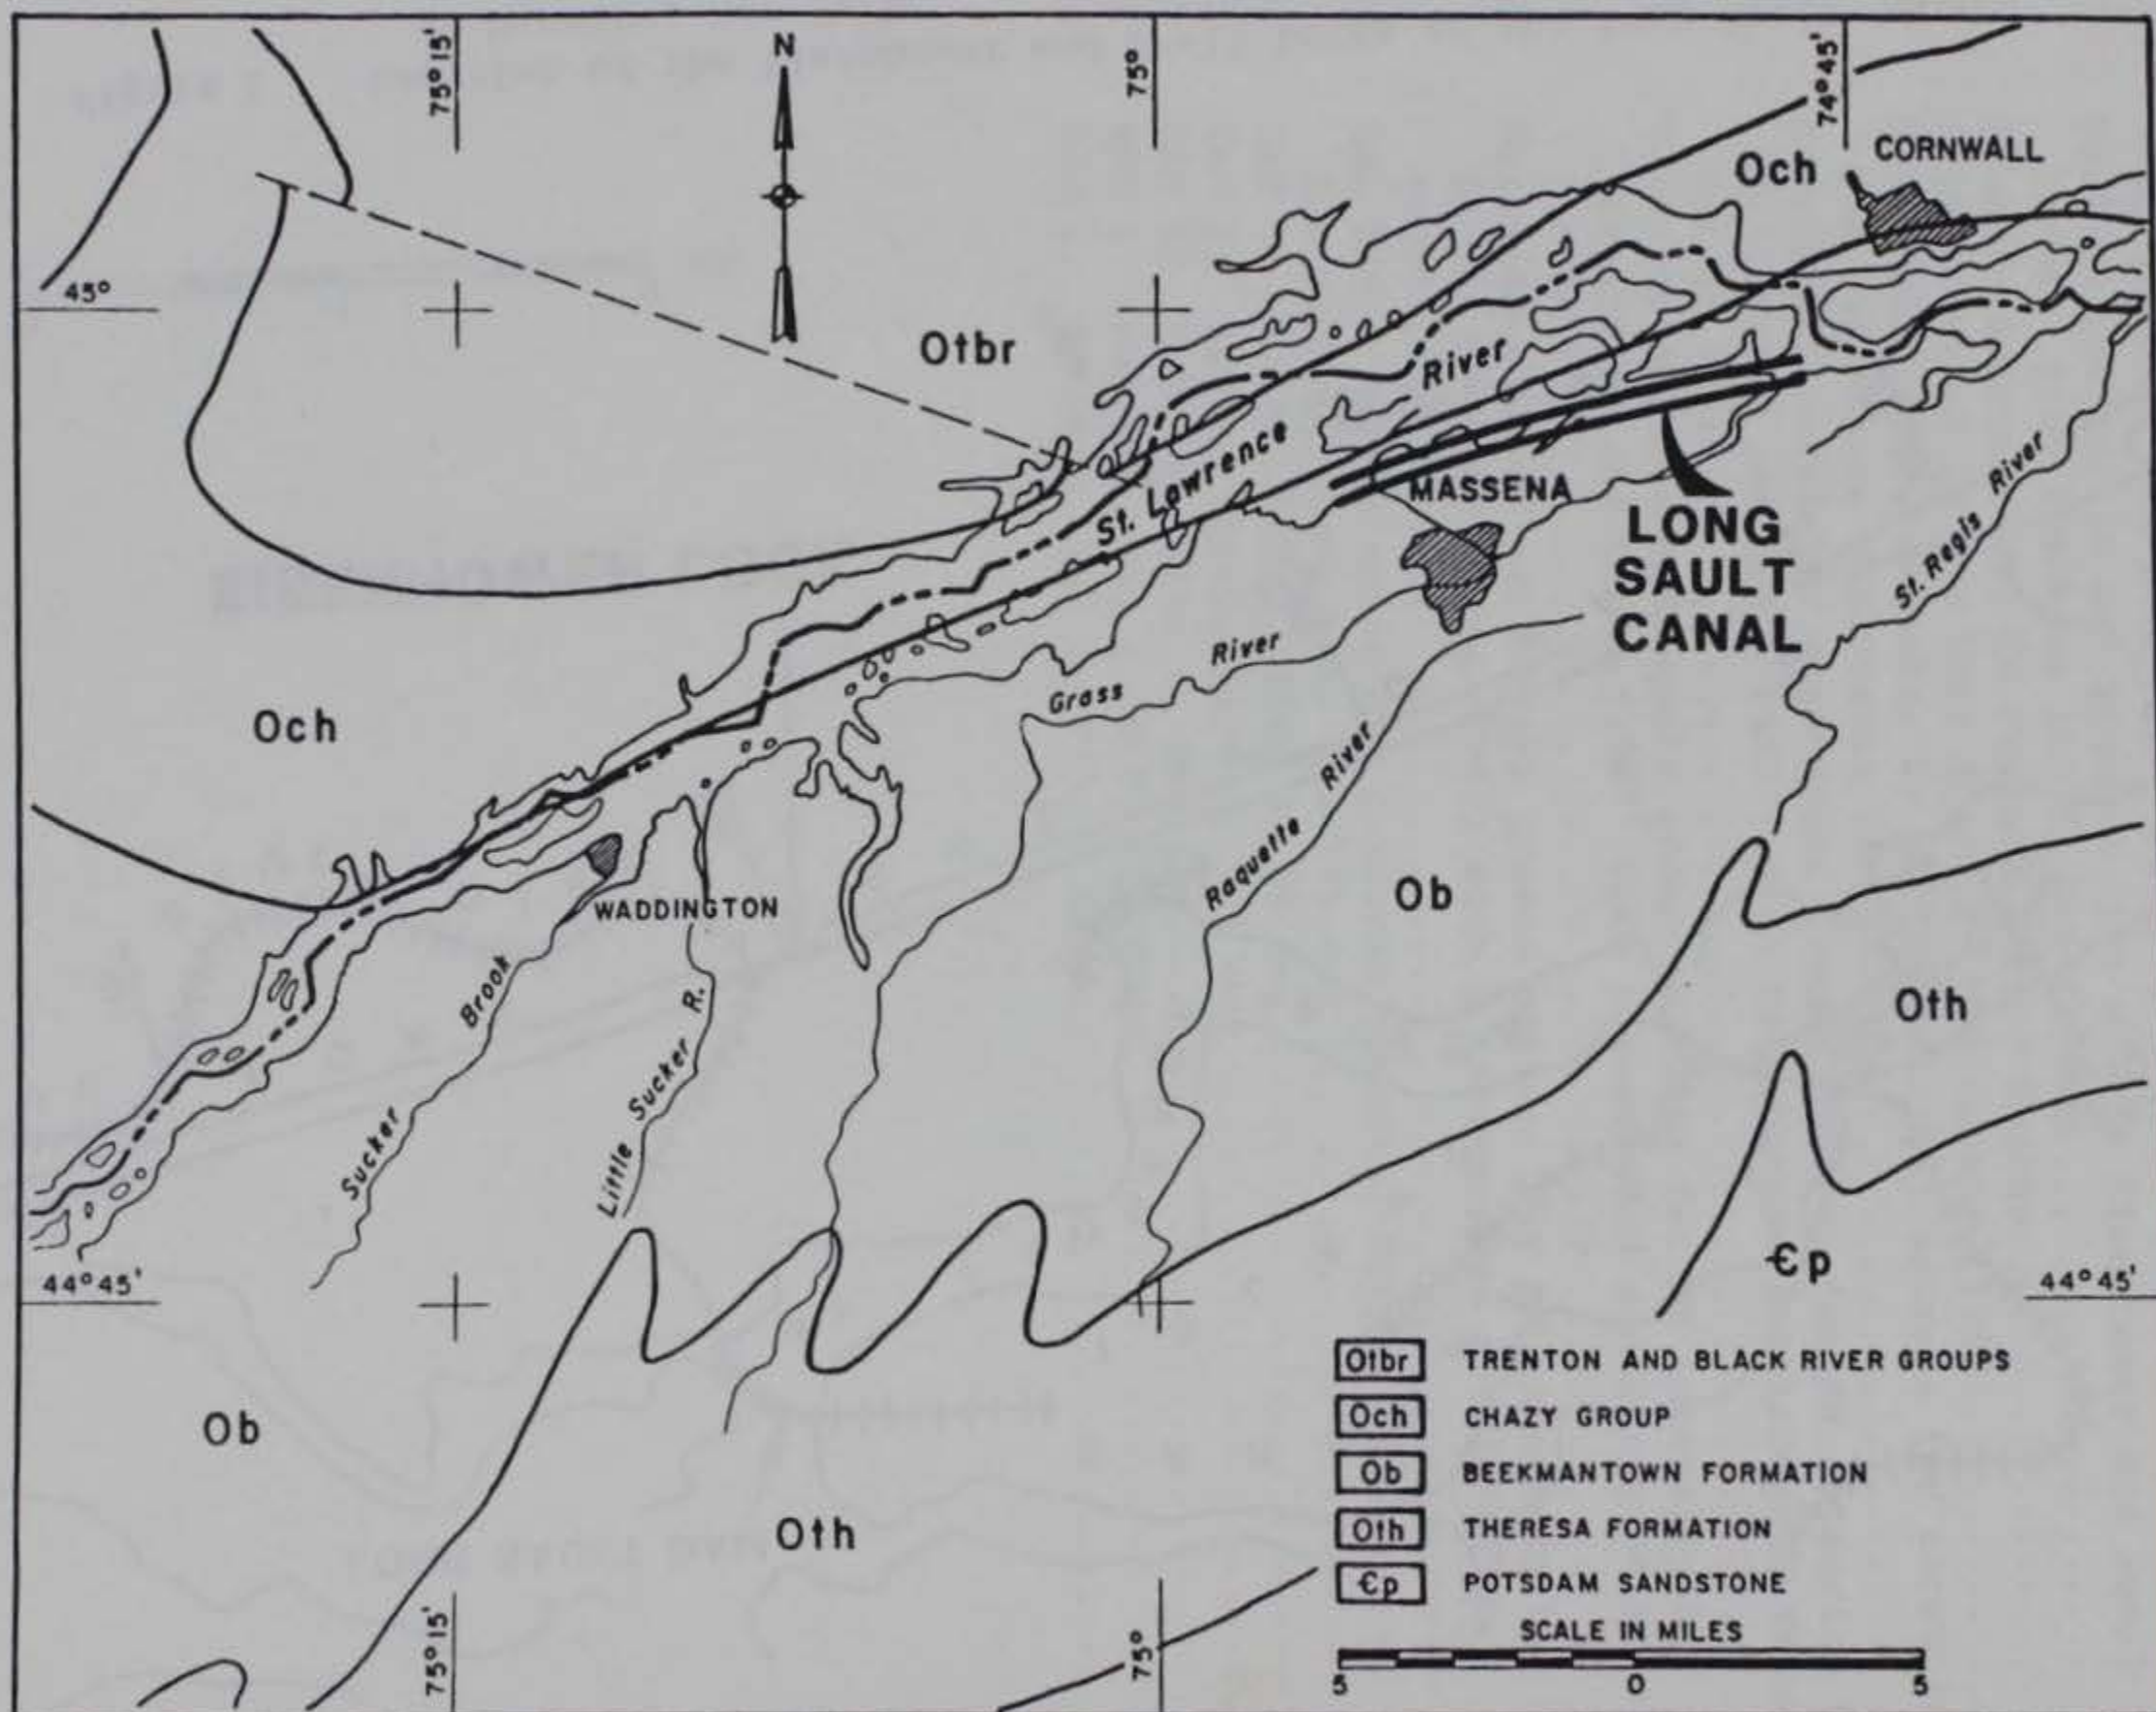 75°15'
N
75°
74°45'
CORNWALL
Och
45°
Otbr
River
St. Lawrence
MASSENA
LONG
SAULT
CANAL
River
St. Regis
River
Grass
Och
River
Raquette
Ob
WADDINGTON
Brook
Sucker
R.
Sucker
Little
Oth
Єp
44°45'
44°45'
Otbr TRENTON AND BLACK RIVER GROUPS
Och CHAZY GROUP
Ob BEEKMANTOWN FORMATION
Oth THERESA FORMATION
Єp POTSDAM SANDSTONE
Ob
Oth
SCALE IN MILES
5 0 5
75°15'
75°